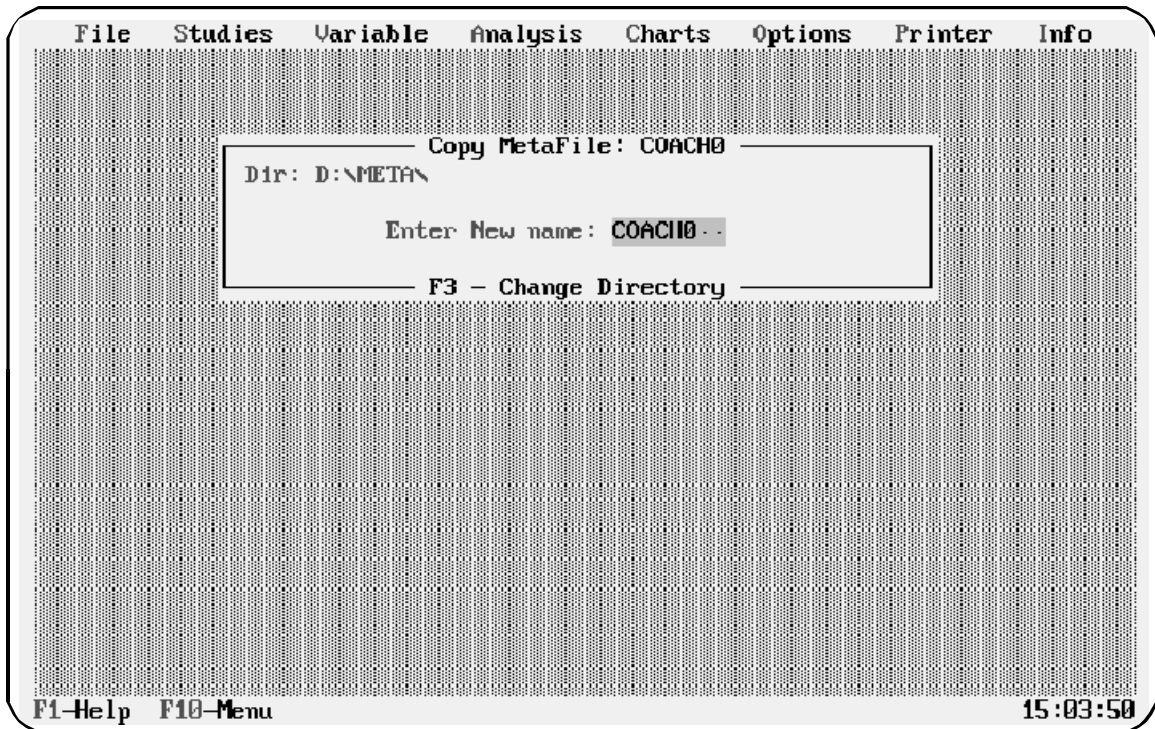 File Studies Variable Analysis Charts Options Printer Info
Copy MetaFile: COACH0
Dir: D:\META\
Enter New name: COACH0··
F3 – Change Directory
F1–Help F10–Menu 15:03:50